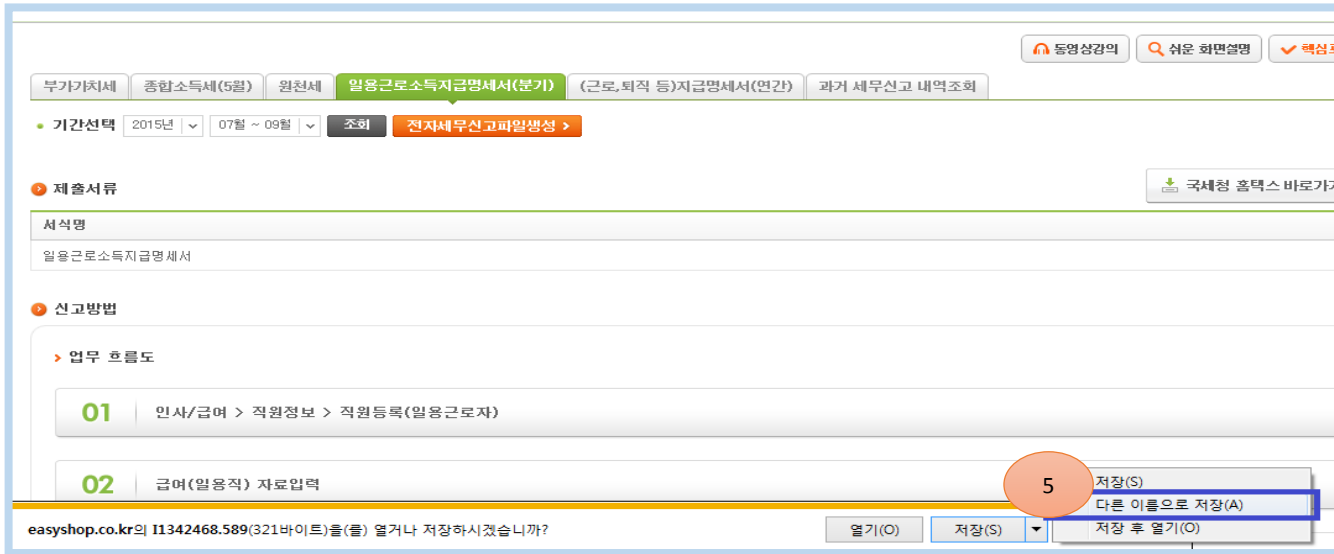 동영상강의 쉬운 화면설명 핵심
부가가치세 종합소득세(5월) 원천세 일용근로소득지급명세서(분기) (근로,퇴직 등)지급명세서(연간) 과거 세무신고 내역조회
기간선택 2015년 07월 ~ 09월 조회 전자세무신고파일생성 >
제출서류 국세청 홈택스 바로가
서식명
일용근로소득지급명세서
신고방법
> 업무 흐름도
01 인사/급여 > 직원정보 > 직원등록(일용근로자)
02 급여(일용직) 자료입력
5 저장(S)
다른 이름으로 저장(A)
easyshop.co.kr의 I1342468.589(321바이트)을(를) 열거나 저장하시겠습니까? 열기(O) 저장(S) 저장 후 열기(O)